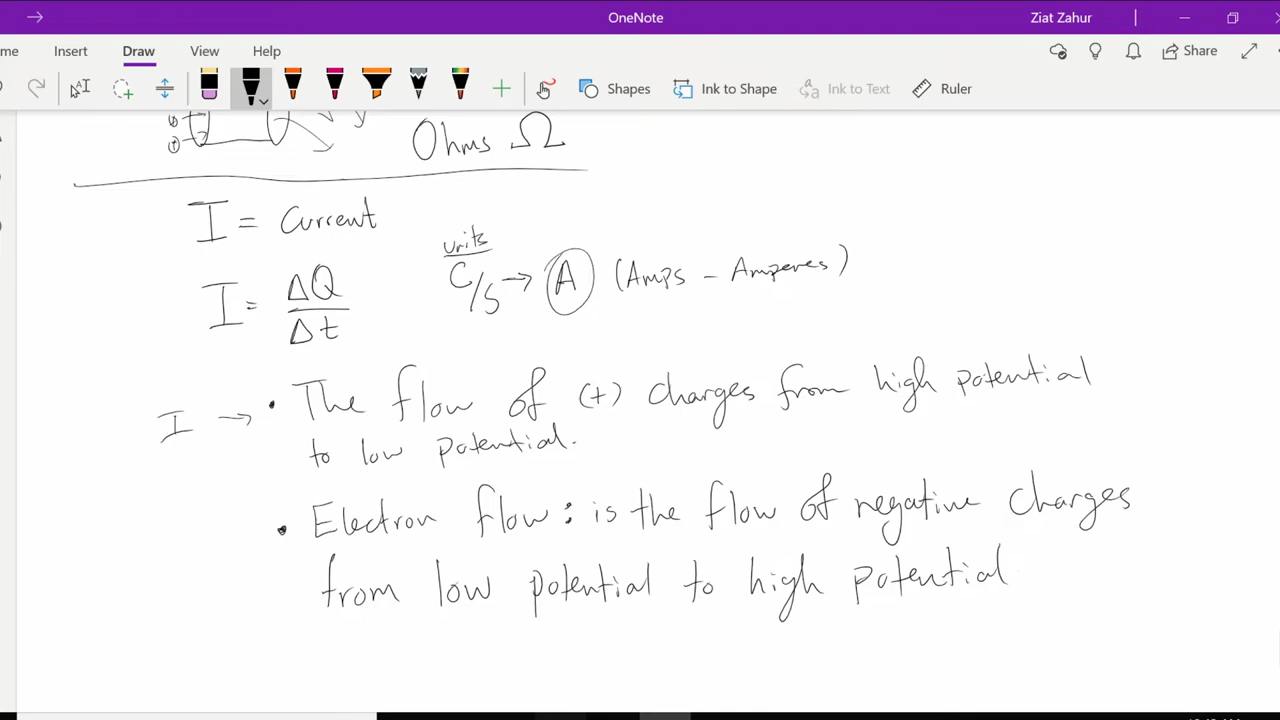 OneNote
Ziat Zahur
me Insert Draw View Help
Share
Shapes
Ink to Shape
Ink to Text
Ruler
y
Ohms Ω
I = Current
units
I = ΔQ/Δt
C/s → A (Amps - Amperes)
I → • The flow of (+) charges from high potential
to low potential.
• Electron flow: is the flow of negative charges
from low potential to high potential